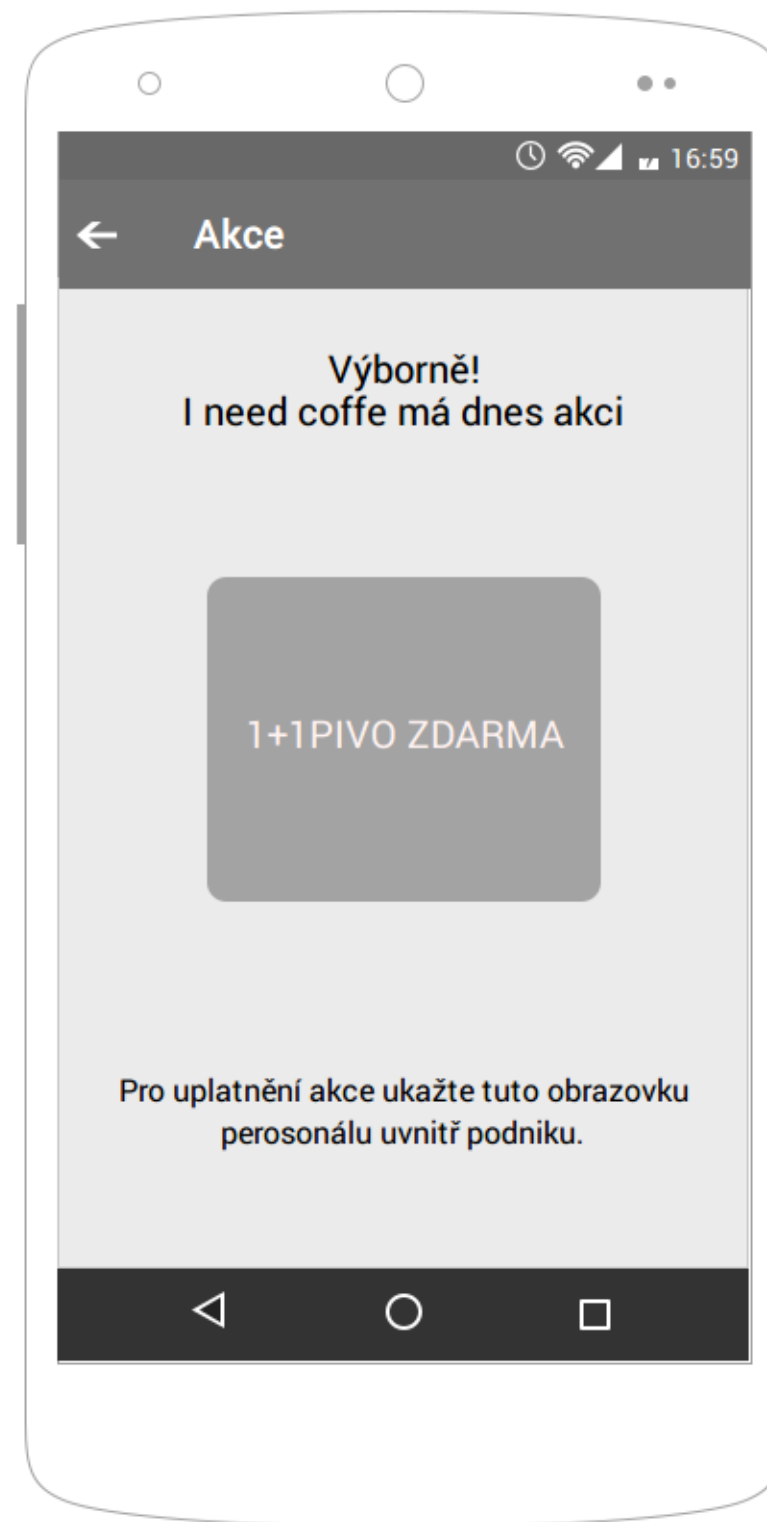 16:59
Akce
Výborně!
I need coffe má dnes akci
1+1PIVO ZDARMA
Pro uplatnění akce ukažte tuto obrazovku
perosonálu uvnitř podniku.